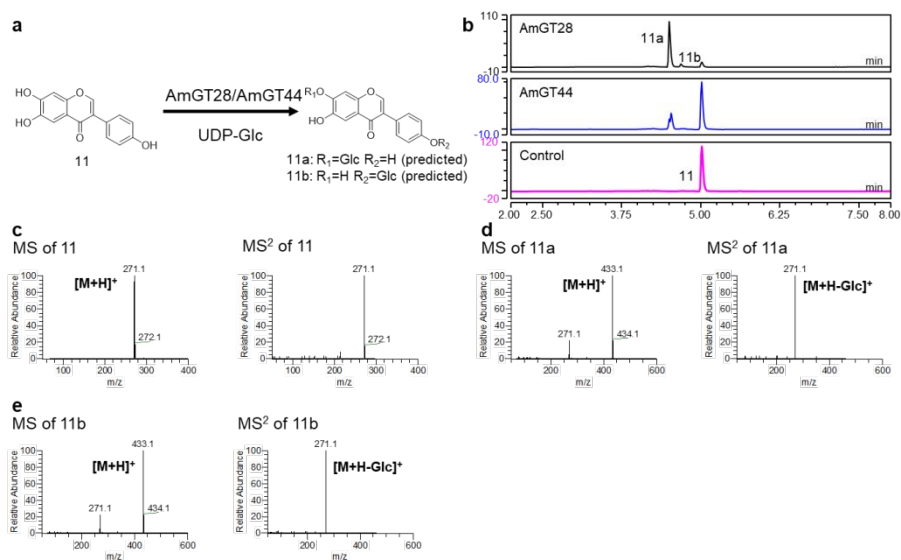 a
HO
O
HO
O
OH
11
AmGT28/AmGT44
UDP-Glc
R₁
O
O
HO
O
OR₂
11a: R₁=Glc R₂=H (predicted)
11b: R₁=H R₂=Glc (predicted)
b
110
AmGT28
11a
11b
-10
min
80.0
AmGT44
-10.0
min
120
Control
11
-20
min
2.00 2.50 3.75 5.00 6.25 7.50 8.00
c
MS of 11
Relative Abundance
100
80
60
40
20
0
[M+H]⁺
271.1
272.1
100 200 300 400
m/z
MS² of 11
Relative Abundance
100
80
60
40
20
0
271.1
272.1
100 200 300 400
m/z
d
MS of 11a
Relative Abundance
100
80
60
40
20
0
433.1
[M+H]⁺
271.1
434.1
200 400 600
m/z
MS² of 11a
Relative Abundance
100
80
60
40
20
0
271.1
[M+H-Glc]⁺
200 400 600
m/z
e
MS of 11b
Relative Abundance
100
80
60
40
20
0
433.1
[M+H]⁺
271.1
434.1
200 400 600
m/z
MS² of 11b
Relative Abundance
100
80
60
40
20
0
271.1
[M+H-Glc]⁺
200 400 600
m/z